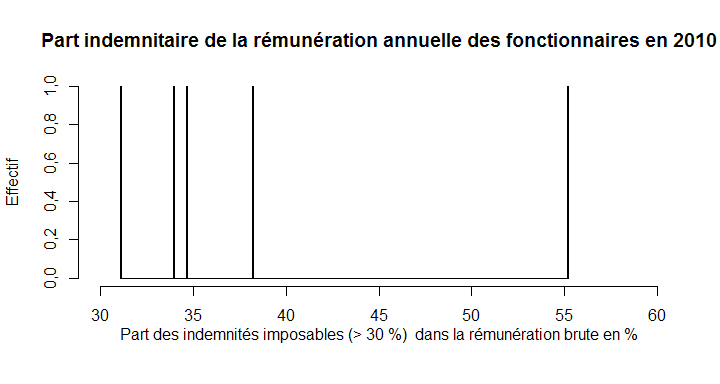 Part indemnitaire de la rémunération annuelle des fonctionnaires en 2010
Effectif
1,0
0,8
0,6
0,4
0,2
0,0
30 35 40 45 50 55 60
Part des indemnités imposables (> 30 %)  dans la rémunération brute en %